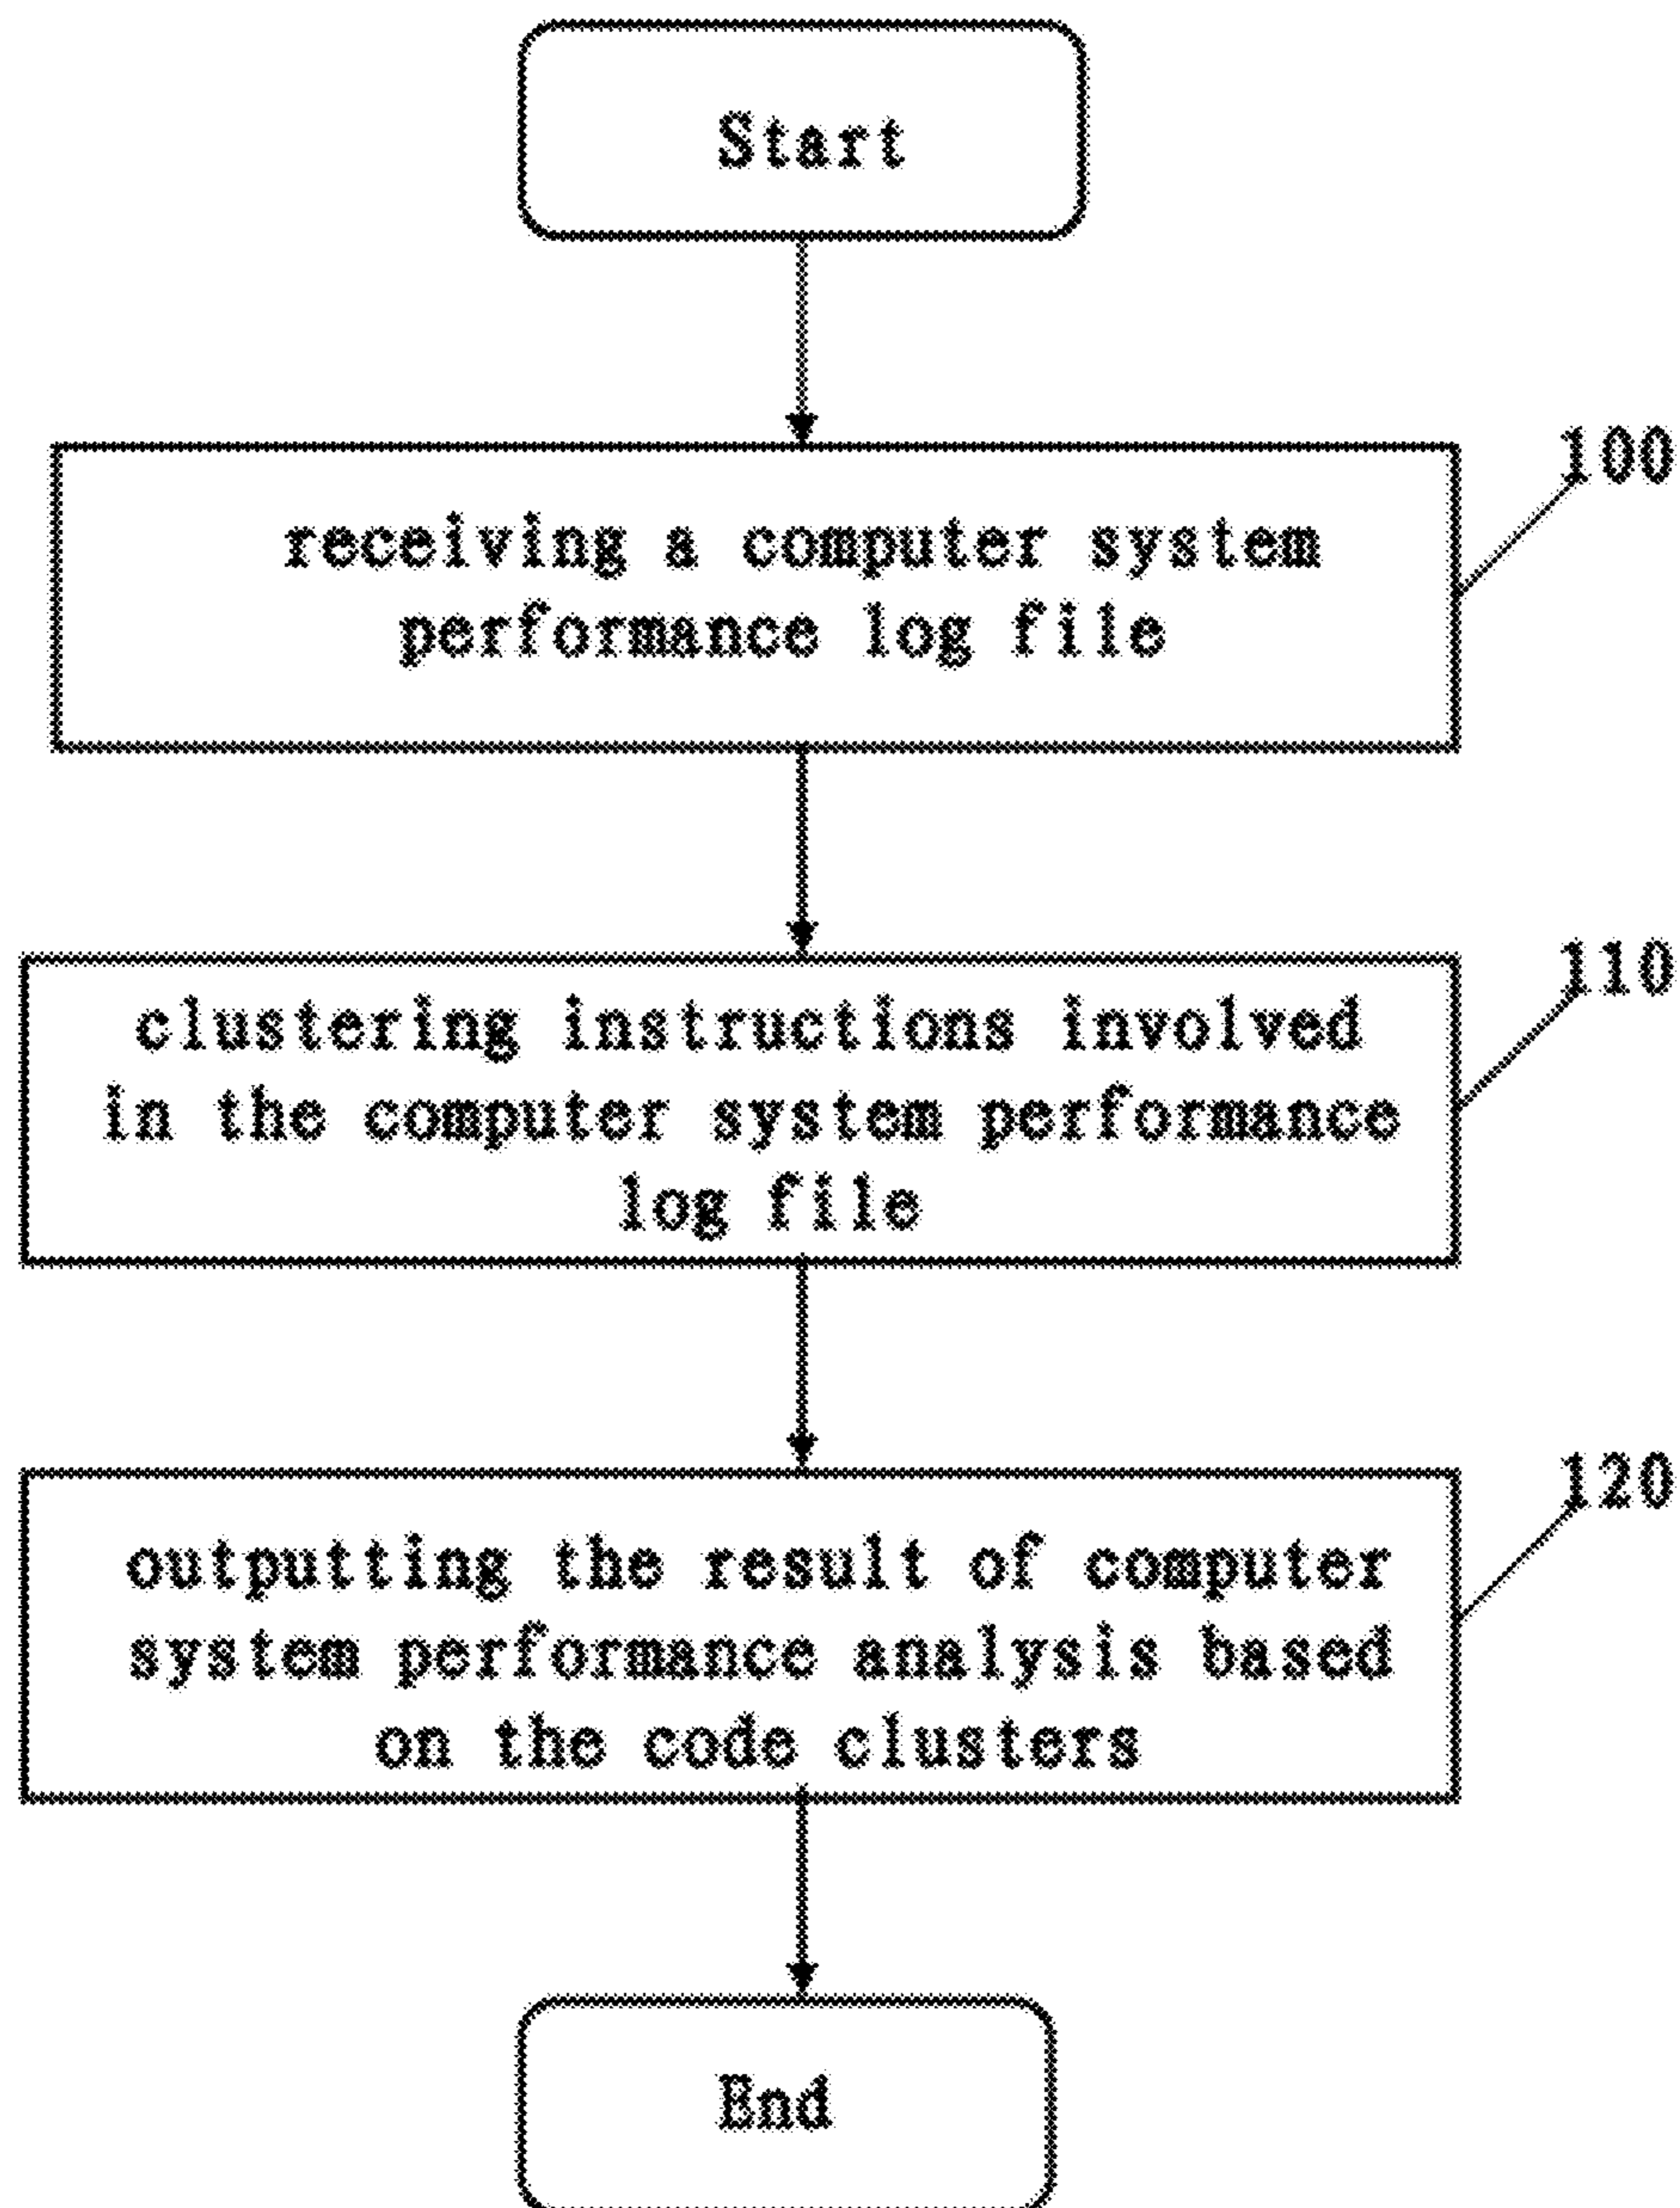 Start
100
receiving a computer system
performance log file
110
clustering instructions involved
in the computer system performance
log file
120
outputting the result of computer
system performance analysis based
on the code clusters
End